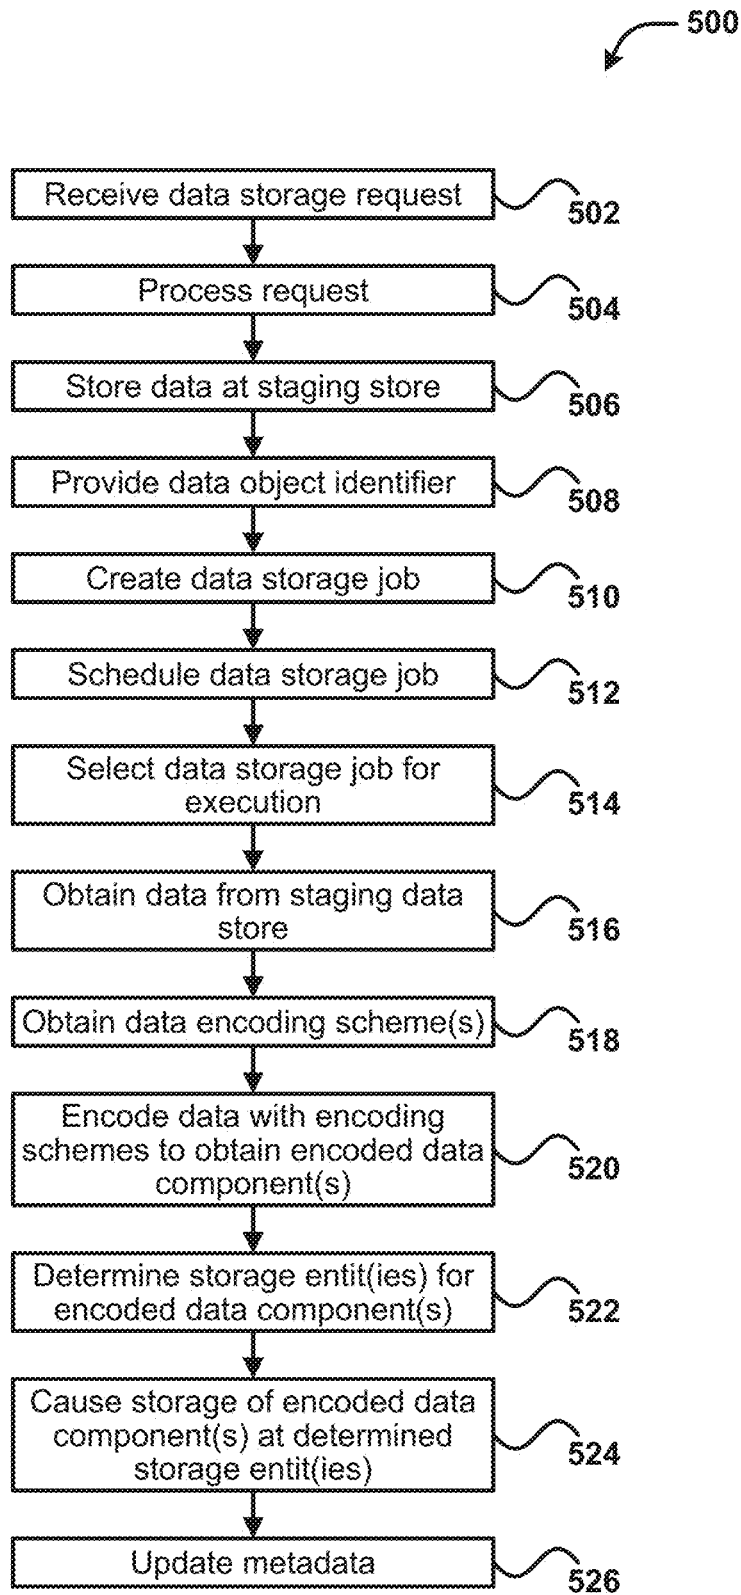 500
Receive data storage request
502
Process request
504
Store data at staging store
506
Provide data object identifier
508
Create data storage job
510
Schedule data storage job
512
Select data storage job for
execution
514
Obtain data from staging data
store
516
Obtain data encoding scheme(s)
518
Encode data with encoding
schemes to obtain encoded data
component(s)
520
Determine storage entit(ies) for
encoded data component(s)
522
Cause storage of encoded data
component(s) at determined
storage entit(ies)
524
Update metadata
526